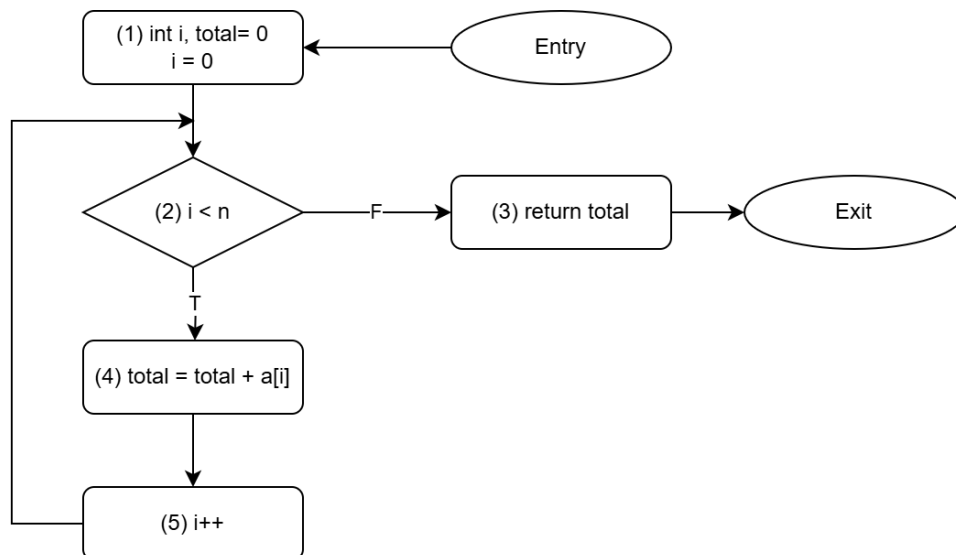 (1) int i, total= 0
i = 0
Entry
(2) i < n
F
(3) return total
Exit
T
(4) total = total + a[i]
(5) i++